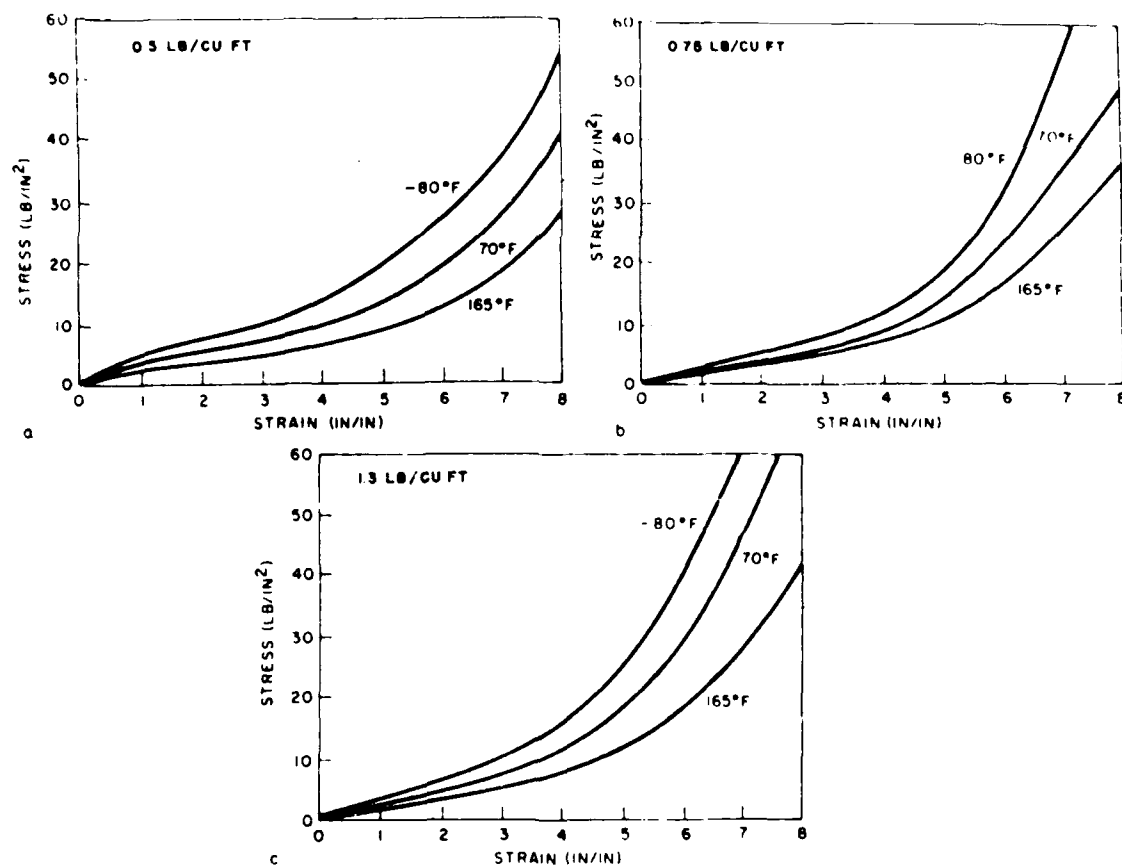 0.5 LB/CU FT
60
50
40
30
20
10
0
STRESS (LB/IN²)
-80°F
70°F
165°F
0 1 2 3 4 5 6 7 8
STRAIN (IN/IN)
a
0.78 LB/CU FT
60
50
40
30
20
10
0
STRESS (LB/IN²)
80°F
70°F
165°F
0 1 2 3 4 5 6 7 8
STRAIN (IN/IN)
b
1.3 LB/CU FT
60
50
40
30
20
10
0
STRESS (LB/IN²)
-80°F
70°F
165°F
0 1 2 3 4 5 6 7 8
STRAIN (IN/IN)
c